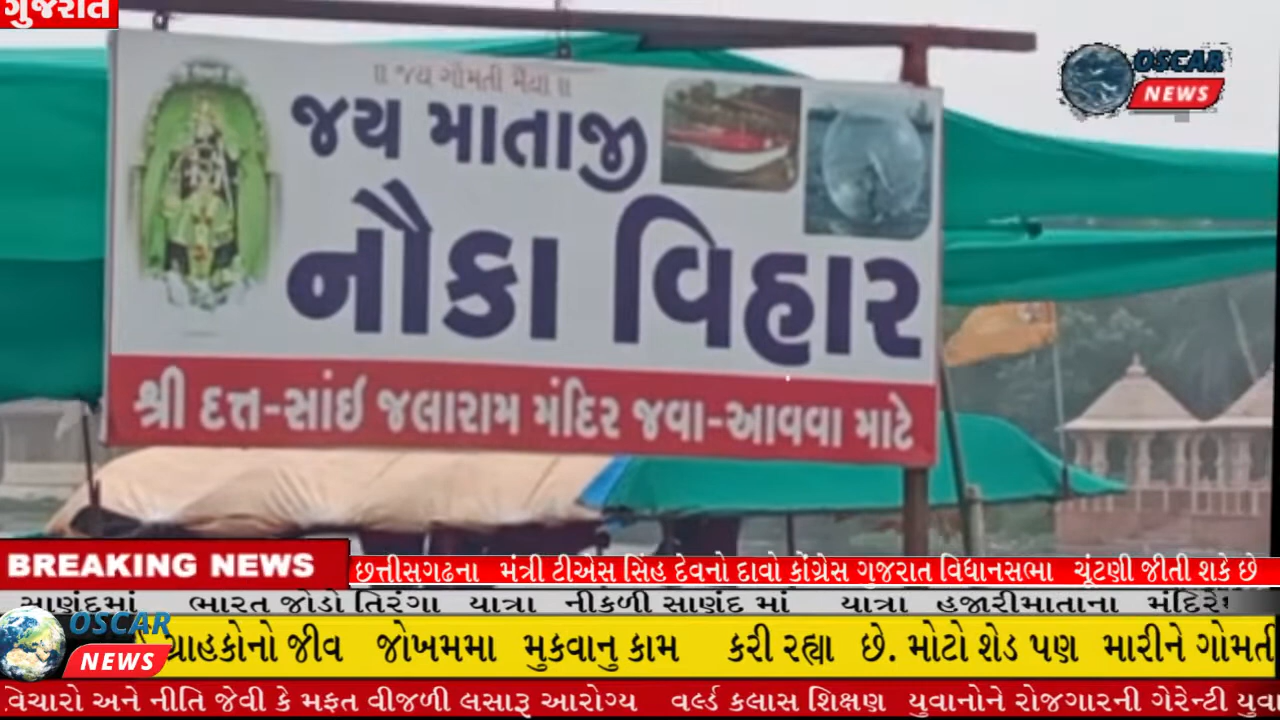 ગુજરાત
OSCAR
NEWS
॥ જય ગોમતી મૈયા ॥
જય માતાજી
નૌકા વિહાર
શ્રી દત્ત-સાંઇ જલારામ મંદિર જવા-આવવા માટે
BREAKING NEWS
છત્તીસગઢના મંત્રી ટીએસ સિંહ દેવનો દાવો કોંગ્રેસ ગુજરાત વિધાનસભા ચૂંટણી જીતી શકે છે
સાણંદમાં ભારત જોડો તિરંગા યાત્રા નીકળી સાણંદ માં યાત્રા હજારીમાતાના
OSCAR
NEWS
ગ્રાહકોનો જીવ જોખમમા મુકવાનુ કામ કરી રહ્યા છે. મોટો શેડ પણ મારીને ગોમતી
વિચારો અને નીતિ જેવી કે મફત વીજળી લસારૂ આરોગ્ય વર્લ્ડ કલાસ શિક્ષણ યુવાનોને રોજગારની ગેરેન્ટી